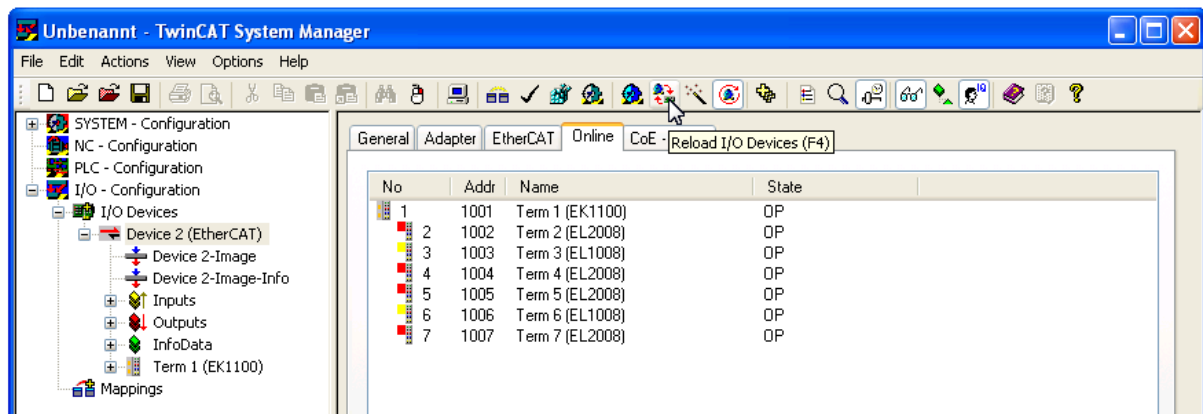 Unbenannt - TwinCAT System Manager
File Edit Actions View Options Help
SYSTEM - Configuration
NC - Configuration
PLC - Configuration
I/O - Configuration
I/O Devices
Device 2 (EtherCAT)
Device 2-Image
Device 2-Image-Info
Inputs
Outputs
InfoData
Term 1 (EK1100)
Mappings
General Adapter EtherCAT Online CoE -
Reload I/O Devices (F4)
No Addr Name State
1 1001 Term 1 (EK1100) OP
2 1002 Term 2 (EL2008) OP
3 1003 Term 3 (EL1008) OP
4 1004 Term 4 (EL2008) OP
5 1005 Term 5 (EL2008) OP
6 1006 Term 6 (EL1008) OP
7 1007 Term 7 (EL2008) OP